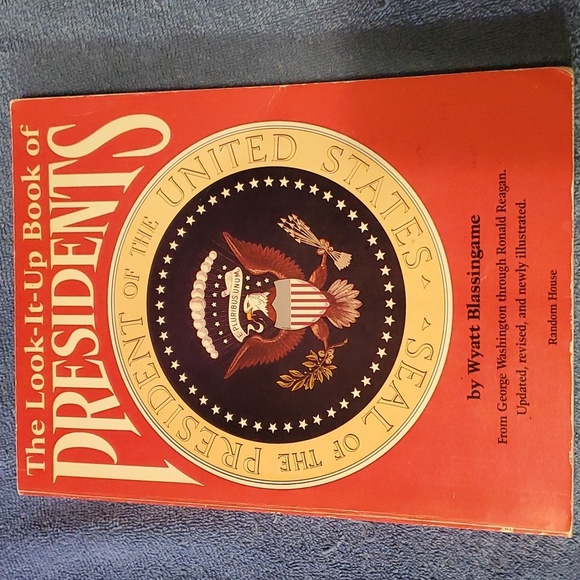 The Look-It-Up Book of
PRESIDENTS
SEAL OF THE PRESIDENT OF THE UNITED STATES
E PLURIBUS UNUM
by Wyatt Blassingame
From George Washington through Ronald Reagan.
Updated, revised, and newly illustrated.
Random House